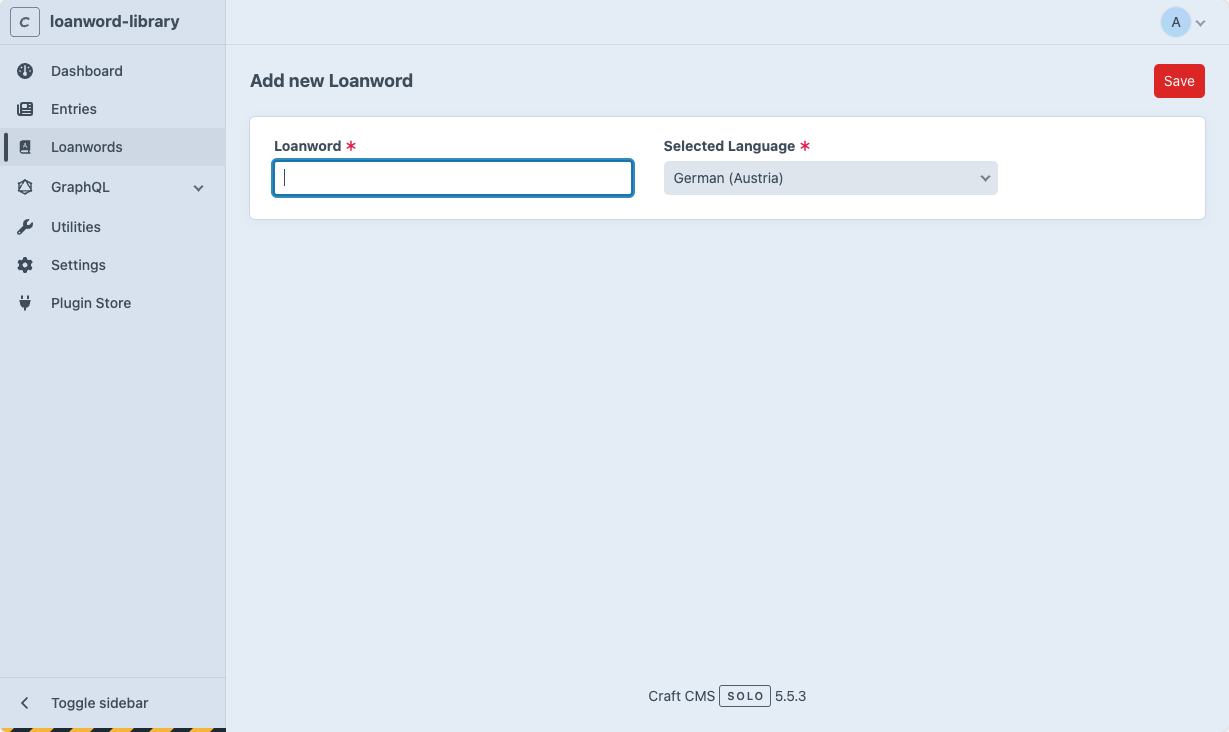 C loanword-library
A
Dashboard
Entries
Loanwords
GraphQL
Utilities
Settings
Plugin Store
Toggle sidebar
Add new Loanword
Save
Loanword *
Selected Language *
German (Austria)
Craft CMS SOLO 5.5.3